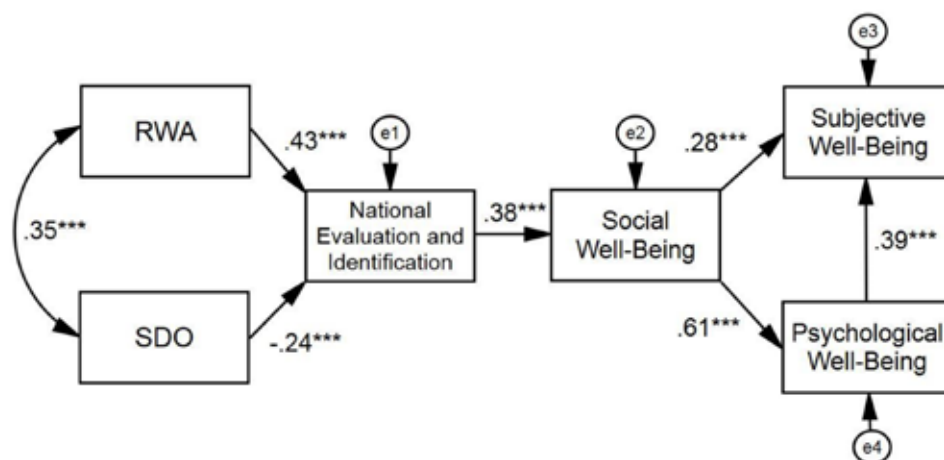 e3
RWA
Subjective
Well-Being
.43***
e1
e2
.28***
.35***
National
Evaluation and
Identification
.38***
Social
Well-Being
.39***
SDO
-.24***
.61***
Psychological
Well-Being
e4